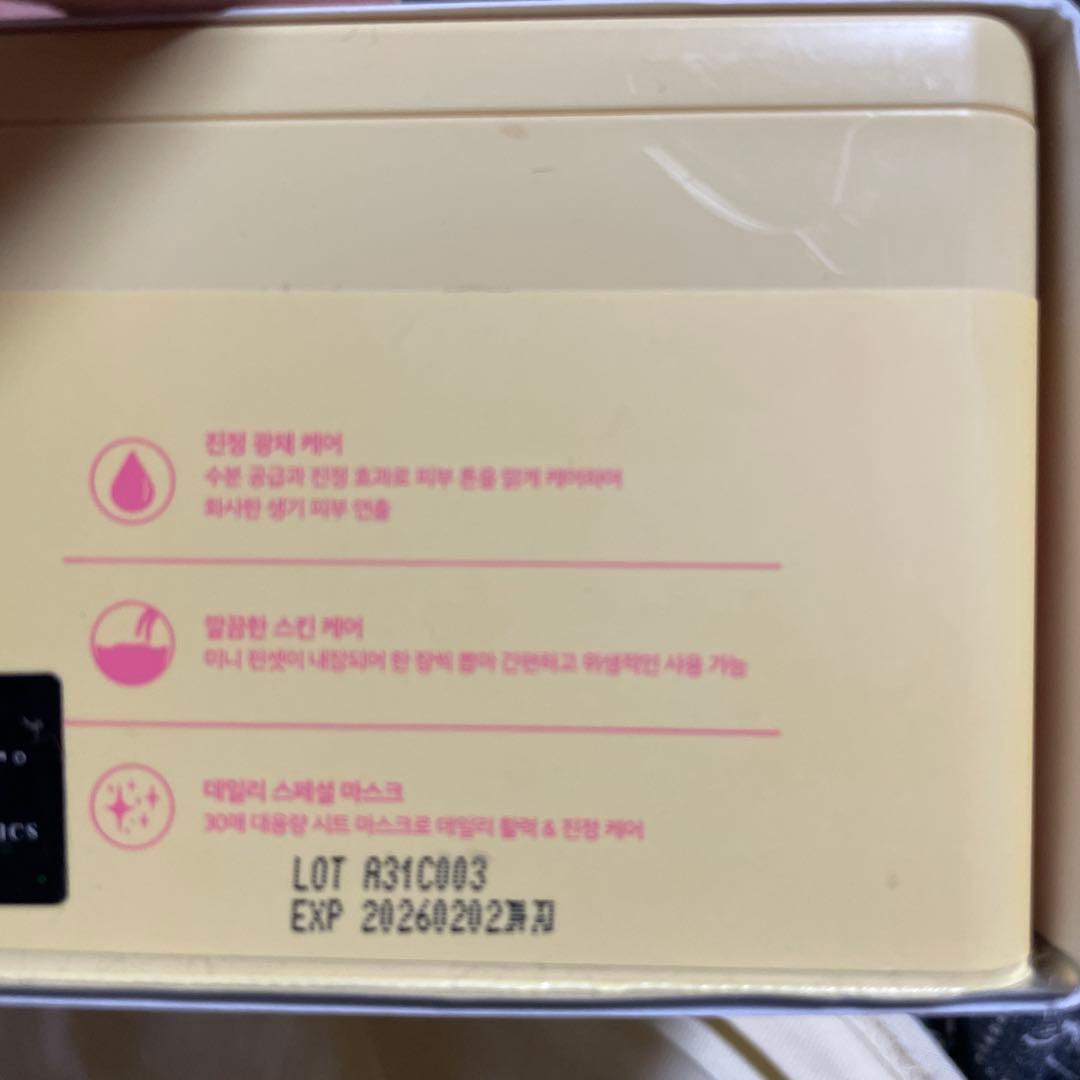 진정 광채 케어
수분 공급과 진정 효과로 피부 톤을 맑게 케어하여
화사한 생기 피부 연출
깔끔한 스킨 케어
미니 핀셋이 내장되어 한 장씩 뽑아 간편하고 위생적인 사용 가능
데일리 스페셜 마스크
30매 대용량 시트 마스크로 데일리 활력 & 진정 케어
LOT A31C003
EXP 20260202까지